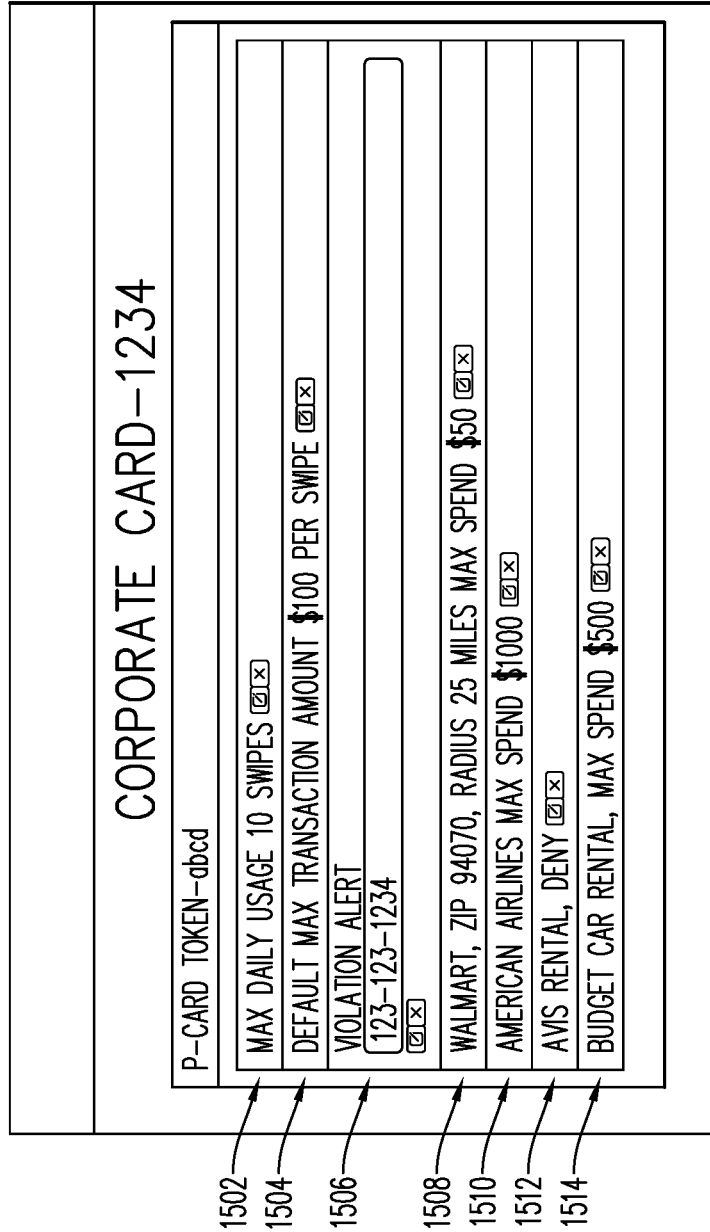 CORPORATE CARD-1234
P-CARD TOKEN-abcd
1502 MAX DAILY USAGE 10 SWIPES
1504 DEFAULT MAX TRANSACTION AMOUNT $100 PER SWIPE
1506 VIOLATION ALERT
123-123-1234
1508 WALMART, ZIP 94070, RADIUS 25 MILES MAX SPEND $50
1510 AMERICAN AIRLINES MAX SPEND $1000
1512 AVIS RENTAL, DENY
1514 BUDGET CAR RENTAL, MAX SPEND $500